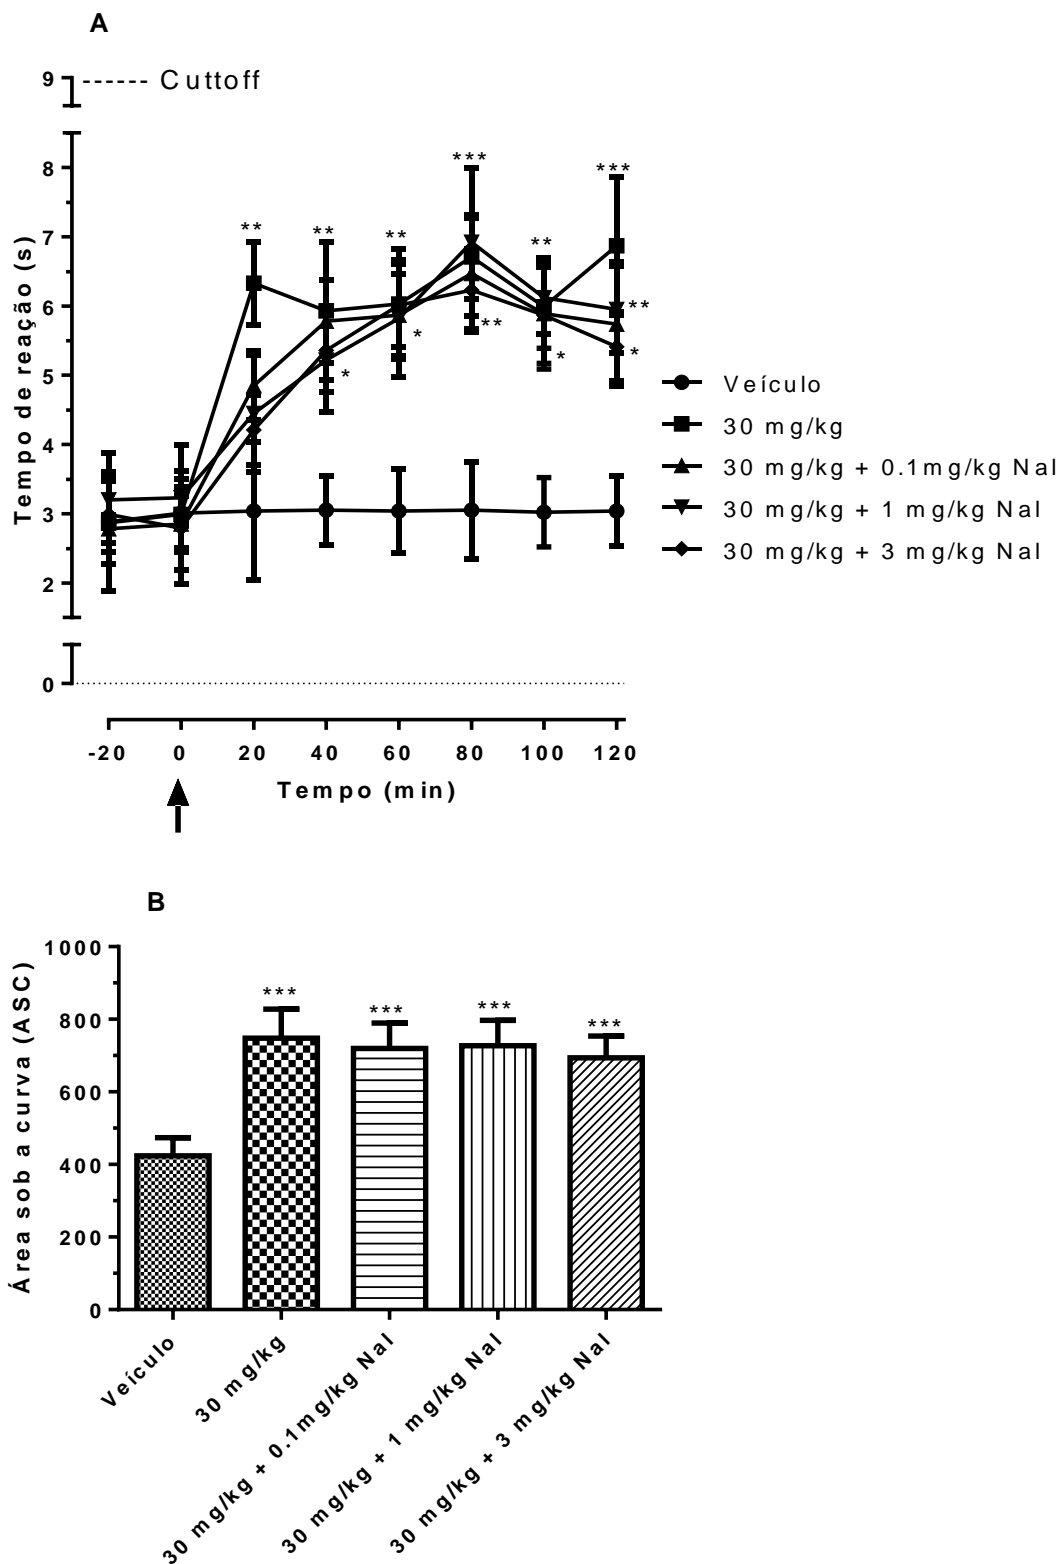 A
9
------ Cuttoff
8
7
6
5
4
3
2
0
Tempo de reação (s)
**
**
**
***
**
***
*
*
**
*
**
*
Veículo
30 mg/kg
30 mg/kg + 0.1mg/kg Nal
30 mg/kg + 1 mg/kg Nal
30 mg/kg + 3 mg/kg Nal
-20 0 20 40 60 80 100 120
Tempo (min)
B
1000
800
600
400
200
0
Área sob a curva (ASC)
*** *** *** ***
Veículo
30 mg/kg
30 mg/kg + 0.1mg/kg Nal
30 mg/kg + 1 mg/kg Nal
30 mg/kg + 3 mg/kg Nal